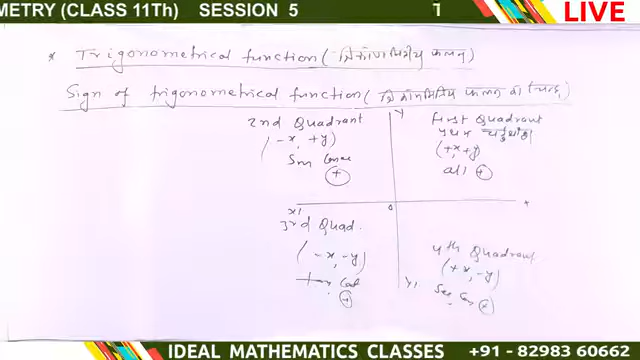 METRY (CLASS 11Th) SESSION 5 1 LIVE
* Trigonometrical function (त्रिकोणमितीय फलन)
Sign of trigonometrical function (त्रिकोणमितीय फलन का चिन्ह)
2nd Quadrant
(-x, +y)
Sin Cosec
+
y
First Quadrant
प्रथम चतुर्थांश
(+x, +y)
all +
x' o x
3rd Quad.
(-x, -y)
tan Cot
+
4th Quadrant
(+x, -y)
Sec Cos +
y'
IDEAL MATHEMATICS CLASSES +91 - 82983 60662